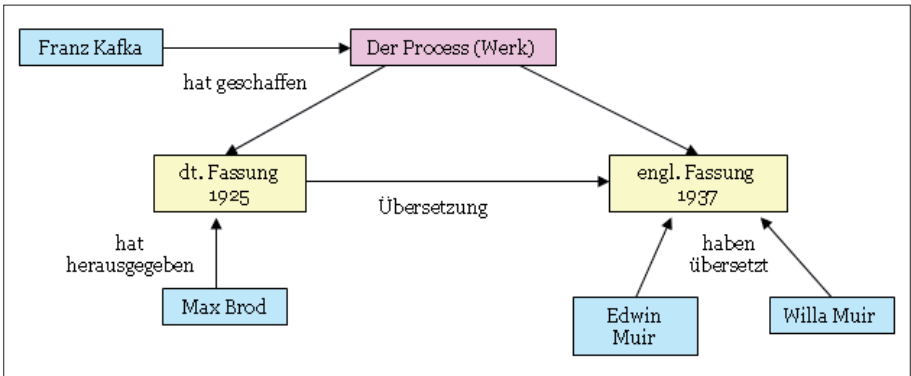 Franz Kafka
Der Process (Werk)
hat geschaffen
dt. Fassung
1925
engl. Fassung
1937
Übersetzung
hat
herausgegeben
haben
übersetzt
Max Brod
Edwin
Muir
Willa Muir